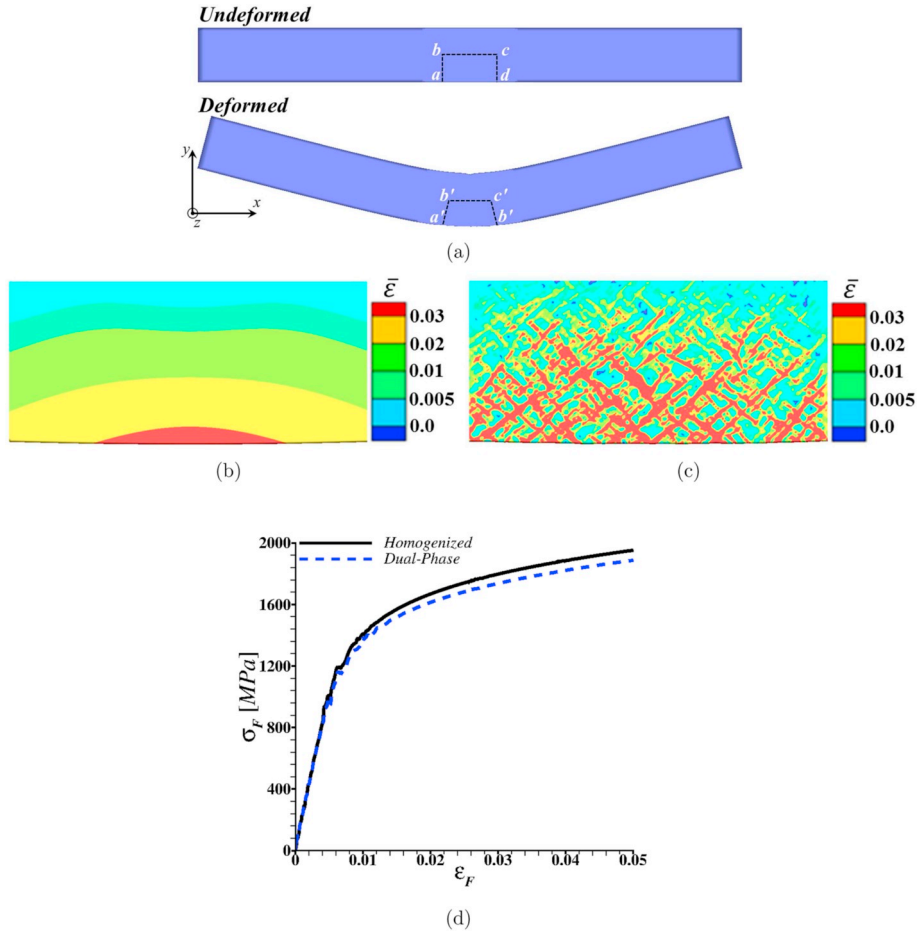 Undeformed
b c
a d
Deformed
y
b' c'
a' b'
z x
(a)
ε̄
0.03
0.02
0.01
0.005
0.0
(b)
ε̄
0.03
0.02
0.01
0.005
0.0
(c)
2000
Homogenized
Dual-Phase
1600
1200
σF [MPa]
800
400
0
0 0.01 0.02 0.03 0.04 0.05
εF
(d)